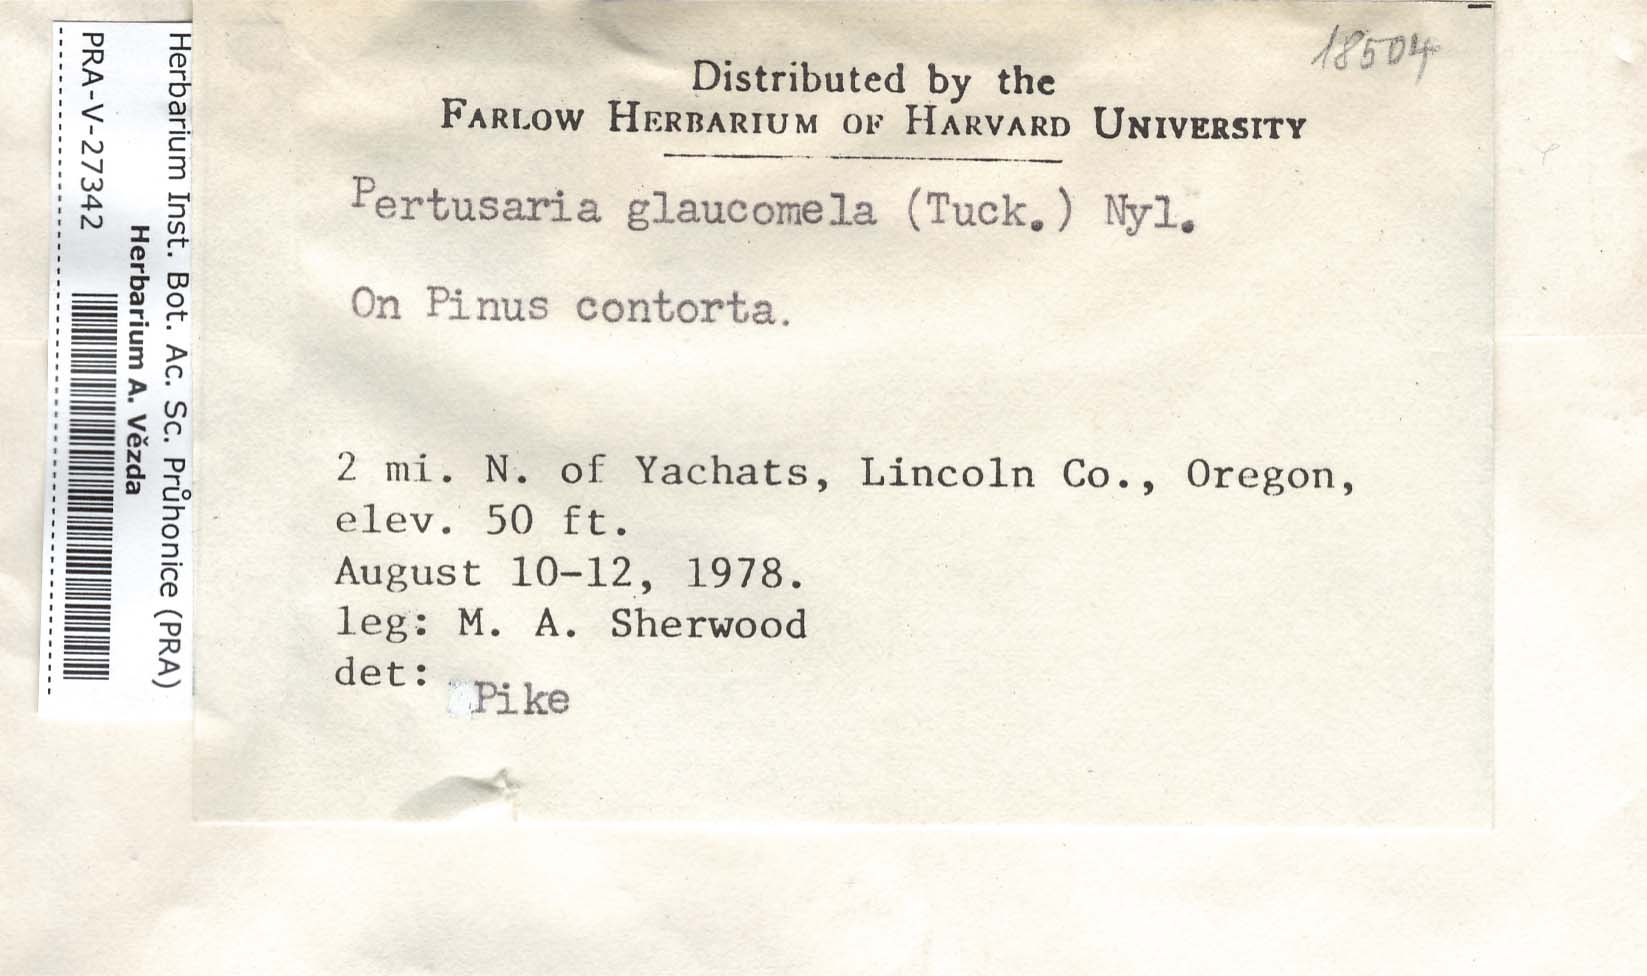 18504
Distributed by the
FARLOW HERBARIUM OF HARVARD UNIVERSITY
Pertusaria glaucomela (Tuck.) Nyl.
On Pinus contorta.
2 mi. N. of Yachats, Lincoln Co., Oregon,
elev. 50 ft.
August 10-12, 1978.
leg: M. A. Sherwood
det:
Pike
Herbarium Inst. Bot. Ac. Sc. Průhonice (PRA)
Herbarium A. Vězda
PRA-V-27342